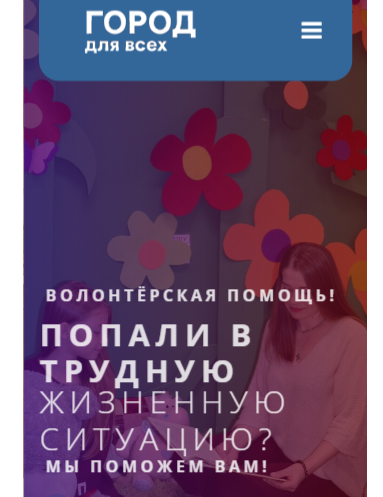 ГОРОД
для всех
ВОЛОНТЁРСКАЯ ПОМОЩЬ!
ПОПАЛИ В
ТРУДНУЮ
ЖИЗНЕННУЮ
СИТУАЦИЮ?
МЫ ПОМОЖЕМ ВАМ!